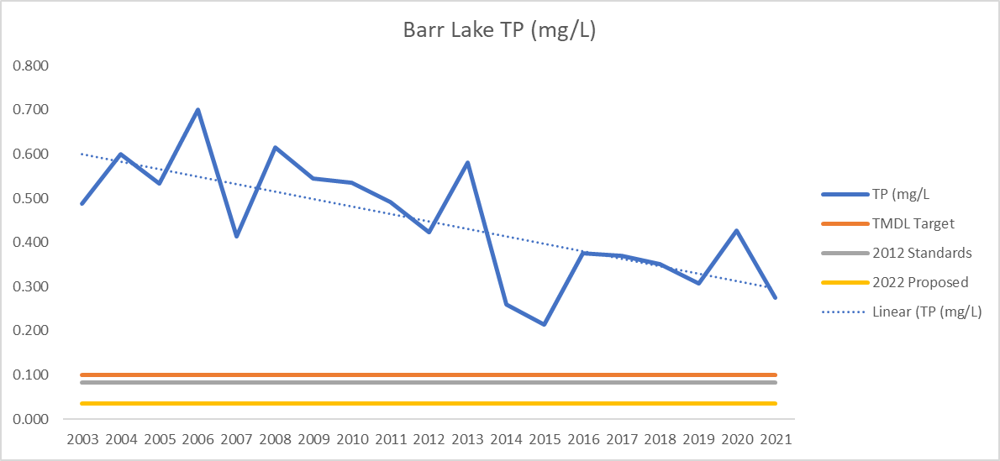 Barr Lake TP (mg/L)
0.800
0.700
0.600
0.500
0.400
0.300
0.200
0.100
0.000
2003 2004 2005 2006 2007 2008 2009 2010 2011 2012 2013 2014 2015 2016 2017 2018 2019 2020 2021
TP (mg/L
TMDL Target
2012 Standards
2022 Proposed
Linear (TP (mg/L)